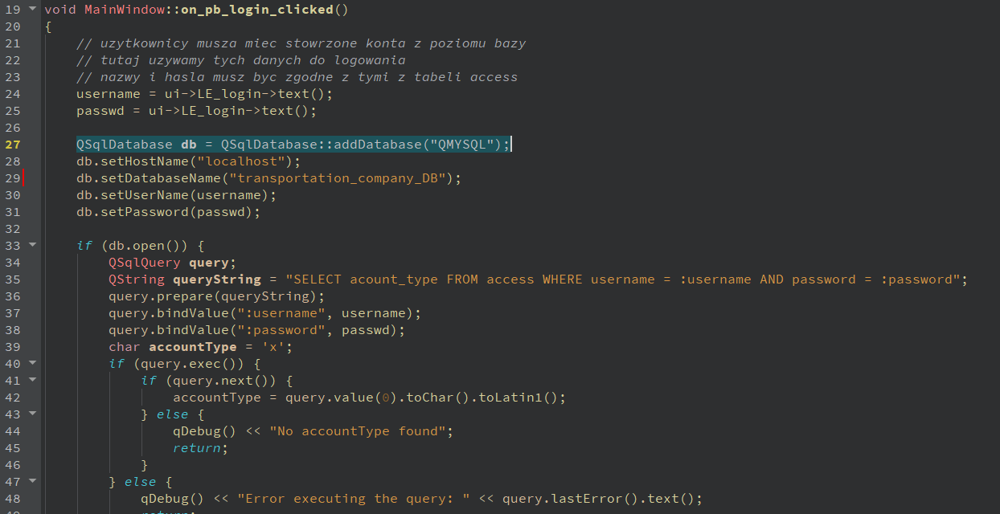 19 void MainWindow::on_pb_login_clicked()
20 {
21 // uzytkownicy musza miec stowrzone konta z poziomu bazy
22 // tutaj uzywamy tych danych do logowania
23 // nazwy i hasla musz byc zgodne z tymi z tabeli access
24 username = ui->LE_login->text();
25 passwd = ui->LE_login->text();
26
27 QSqlDatabase db = QSqlDatabase::addDatabase("QMYSQL");
28 db.setHostName("localhost");
29 db.setDatabaseName("transportation_company_DB");
30 db.setUserName(username);
31 db.setPassword(passwd);
32
33 if (db.open()) {
34 QSqlQuery query;
35 QString queryString = "SELECT acount_type FROM access WHERE username = :username AND password = :password";
36 query.prepare(queryString);
37 query.bindValue(":username", username);
38 query.bindValue(":password", passwd);
39 char accountType = 'x';
40 if (query.exec()) {
41 if (query.next()) {
42 accountType = query.value(0).toChar().toLatin1();
43 } else {
44 qDebug() << "No accountType found";
45 return;
46 }
47 } else {
48 qDebug() << "Error executing the query: " << query.lastError().text();